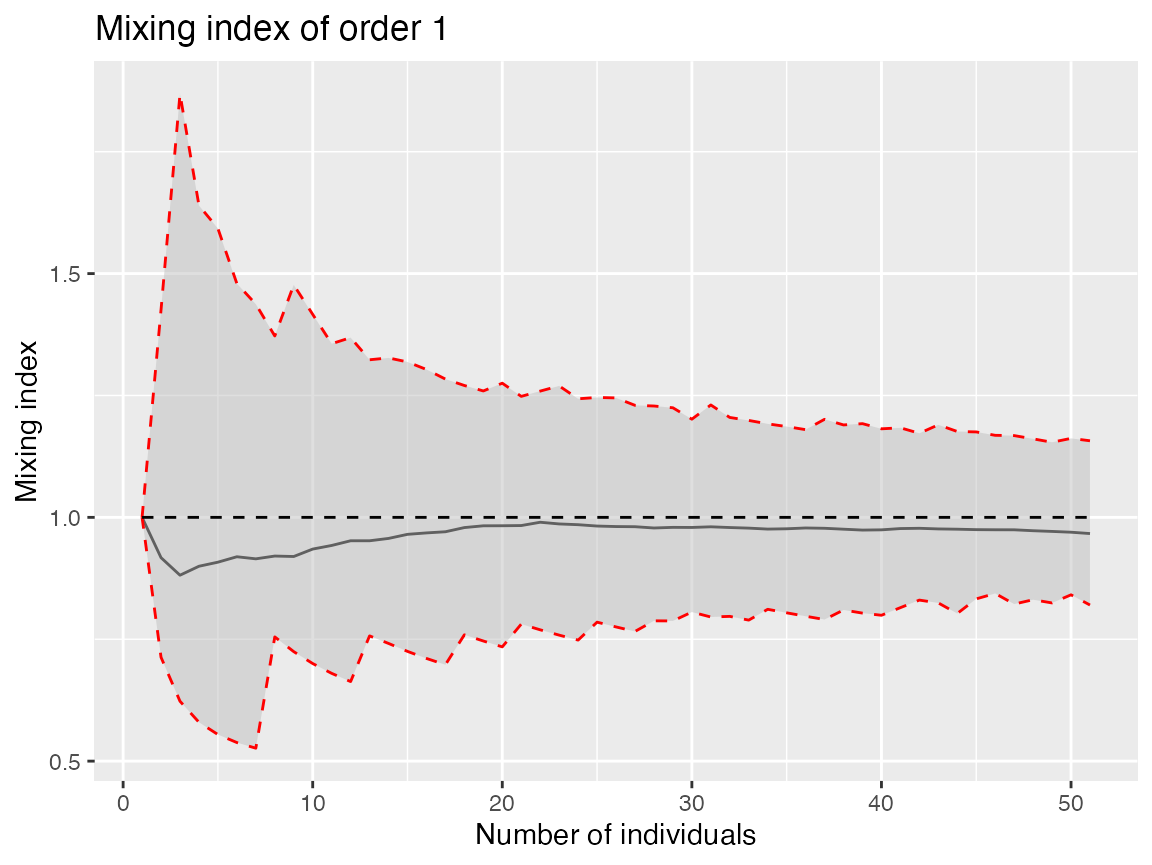 Mixing index of order 1
Mixing index
1.5
1.0
0.5
0 10 20 30 40 50
Number of individuals